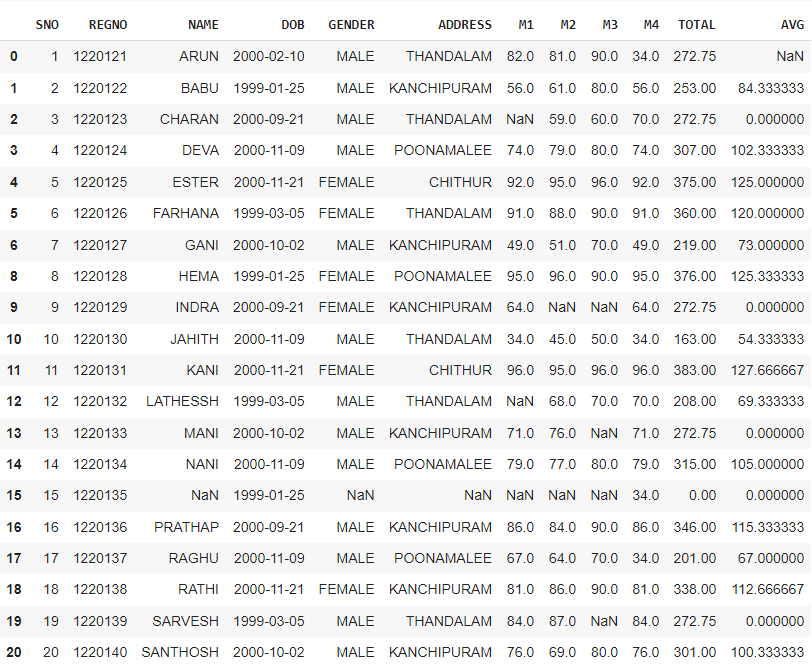 SNO REGNO NAME DOB GENDER ADDRESS M1 M2 M3 M4 TOTAL AVG
0 1 1220121 ARUN 2000-02-10 MALE THANDALAM 82.0 81.0 90.0 34.0 272.75 NaN
1 2 1220122 BABU 1999-01-25 MALE KANCHIPURAM 56.0 61.0 80.0 56.0 253.00 84.333333
2 3 1220123 CHARAN 2000-09-21 MALE THANDALAM NaN 59.0 60.0 70.0 272.75 0.000000
3 4 1220124 DEVA 2000-11-09 MALE POONAMALEE 74.0 79.0 80.0 74.0 307.00 102.333333
4 5 1220125 ESTER 2000-11-21 FEMALE CHITHUR 92.0 95.0 96.0 92.0 375.00 125.000000
5 6 1220126 FARHANA 1999-03-05 FEMALE THANDALAM 91.0 88.0 90.0 91.0 360.00 120.000000
6 7 1220127 GANI 2000-10-02 MALE KANCHIPURAM 49.0 51.0 70.0 49.0 219.00 73.000000
8 8 1220128 HEMA 1999-01-25 FEMALE POONAMALEE 95.0 96.0 90.0 95.0 376.00 125.333333
9 9 1220129 INDRA 2000-09-21 FEMALE KANCHIPURAM 64.0 NaN NaN 64.0 272.75 0.000000
10 10 1220130 JAHITH 2000-11-09 MALE THANDALAM 34.0 45.0 50.0 34.0 163.00 54.333333
11 11 1220131 KANI 2000-11-21 FEMALE CHITHUR 96.0 95.0 96.0 96.0 383.00 127.666667
12 12 1220132 LATHESSH 1999-03-05 MALE THANDALAM NaN 68.0 70.0 70.0 208.00 69.333333
13 13 1220133 MANI 2000-10-02 MALE KANCHIPURAM 71.0 76.0 NaN 71.0 272.75 0.000000
14 14 1220134 NANI 2000-11-09 MALE POONAMALEE 79.0 77.0 80.0 79.0 315.00 105.000000
15 15 1220135 NaN 1999-01-25 NaN NaN NaN NaN NaN 34.0 0.00 0.000000
16 16 1220136 PRATHAP 2000-09-21 MALE KANCHIPURAM 86.0 84.0 90.0 86.0 346.00 115.333333
17 17 1220137 RAGHU 2000-11-09 MALE POONAMALEE 67.0 64.0 70.0 34.0 201.00 67.000000
18 18 1220138 RATHI 2000-11-21 FEMALE KANCHIPURAM 81.0 86.0 90.0 81.0 338.00 112.666667
19 19 1220139 SARVESH 1999-03-05 MALE THANDALAM 84.0 87.0 NaN 84.0 272.75 0.000000
20 20 1220140 SANTHOSH 2000-10-02 MALE KANCHIPURAM 76.0 69.0 80.0 76.0 301.00 100.333333